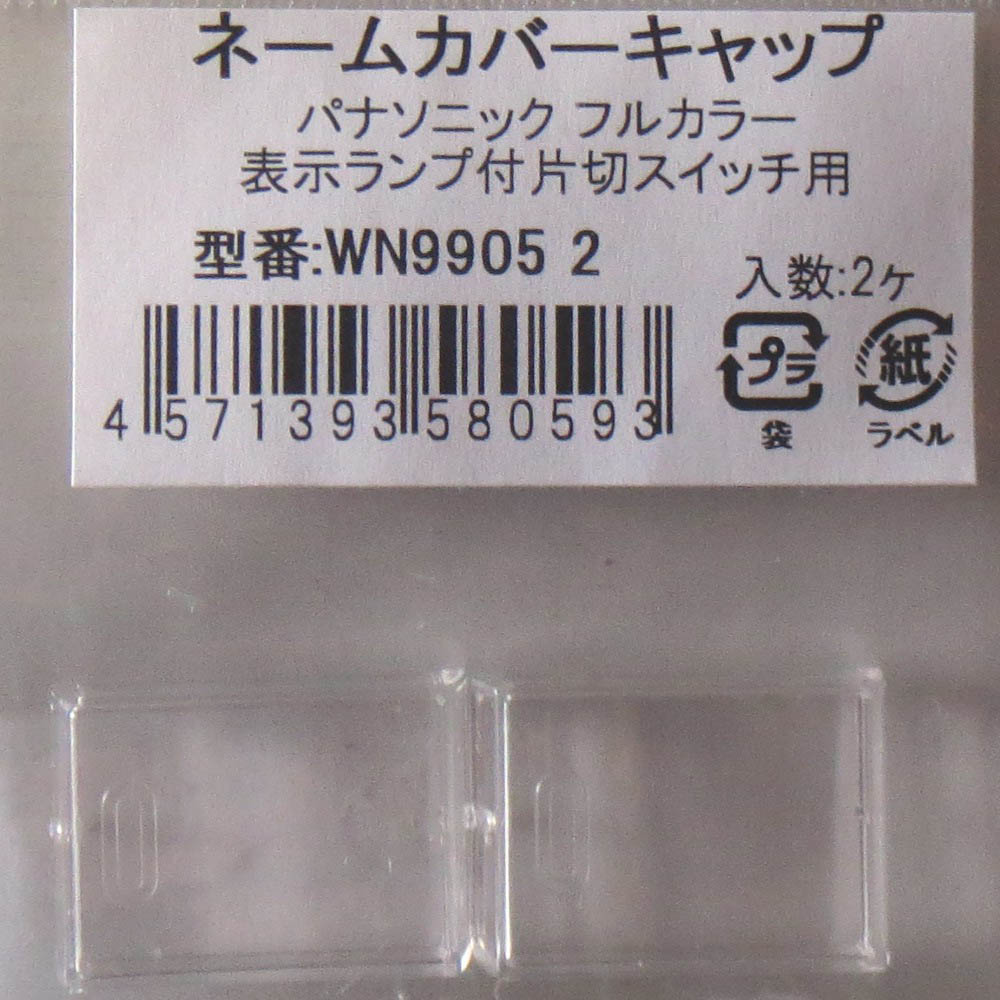 ネームカバーキャップ
パナソニック フルカラー
表示ランプ付片切スイッチ用
型番:WN9905 2
入数:2ヶ
4 571393 580593
プラ
袋
紙
ラベル